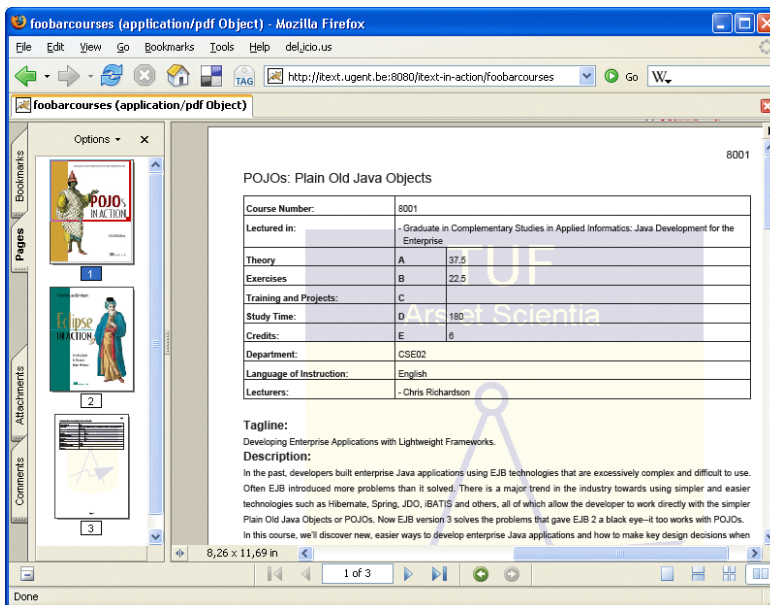 foobarcourses (application/pdf Object) - Mozilla Firefox
File Edit View Go Bookmarks Tools Help del.icio.us
TAG http://itext.ugent.be:8080/itext-in-action/foobarcourses Go W
foobarcourses (application/pdf Object)
Options
Bookmarks
Pages
Attachments
Comments
POJOs
IN ACTION
1
Eclipse
IN ACTION
2
3
8001
POJOs: Plain Old Java Objects
Course Number: 8001
Lectured in: - Graduate in Complementary Studies in Applied Informatics: Java Development for the
Enterprise
Theory A 37.5
Exercises B 22.5
Training and Projects: C
Study Time: D 180
Credits: E 6
Department: CSE02
Language of Instruction: English
Lecturers: - Chris Richardson
TUF
Ars et Scientia
Tagline:
Developing Enterprise Applications with Lightweight Frameworks.
Description:
In the past, developers built enterprise Java applications using EJB technologies that are excessively complex and difficult to use.
Often EJB introduced more problems than it solved. There is a major trend in the industry towards using simpler and easier
technologies such as Hibernate, Spring, JDO, iBATIS and others, all of which allow the developer to work directly with the simpler
Plain Old Java Objects or POJOs. Now EJB version 3 solves the problems that gave EJB 2 a black eye--it too works with POJOs.
In this course, we'll discover new, easier ways to develop enterprise Java applications and how to make key design decisions when
8,26 x 11,69 in
1 of 3
Done